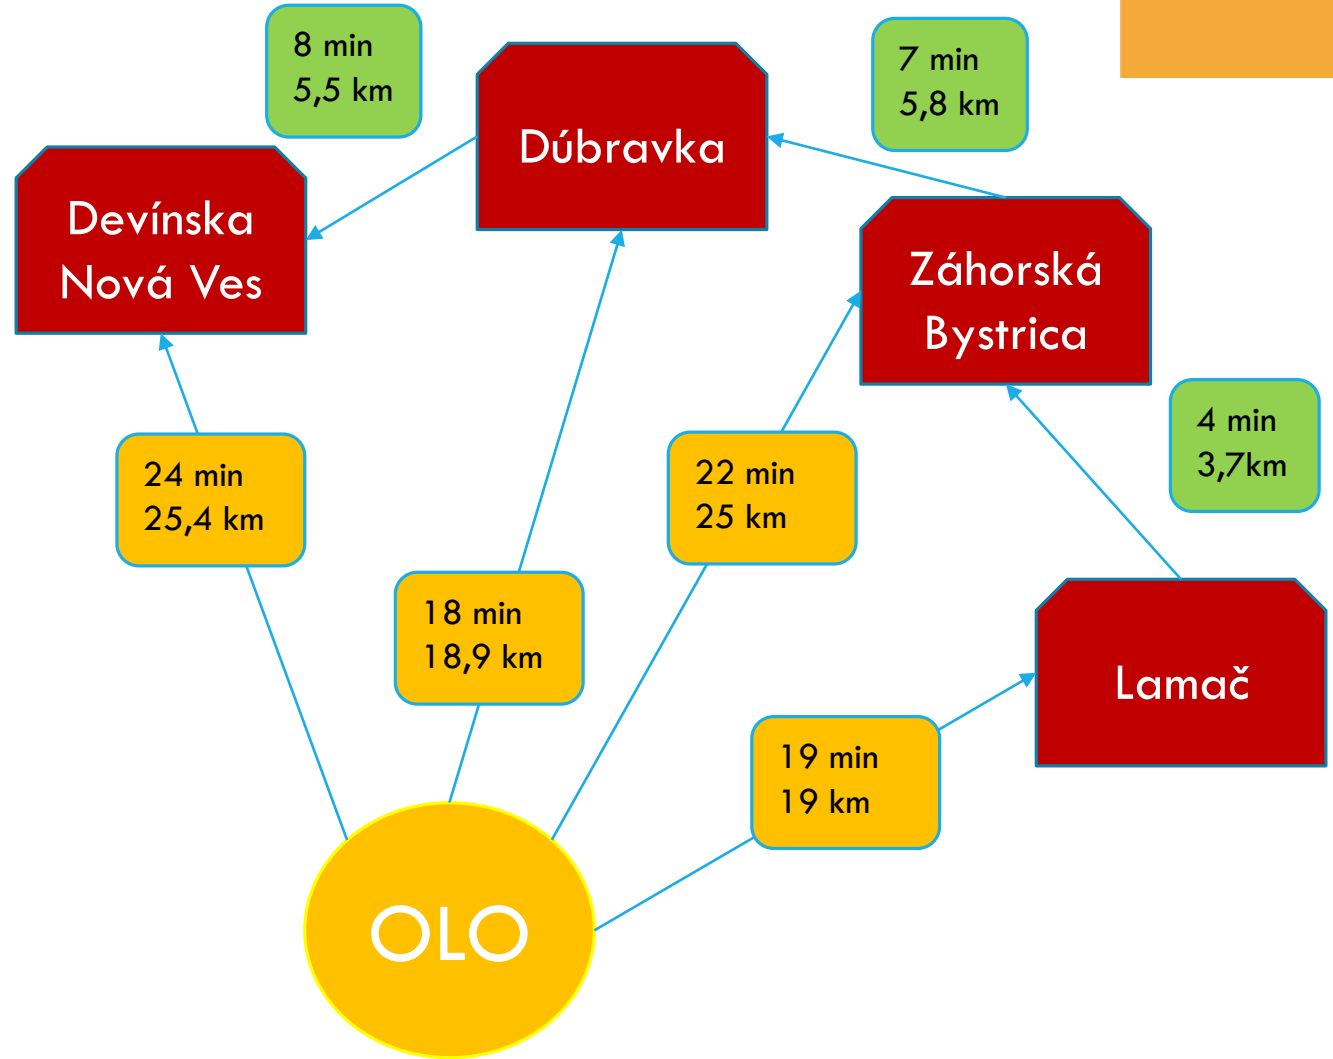 8 min
5,5 km
Dúbravka
7 min
5,8 km
Devínska
Nová Ves
Záhorská
Bystrica
4 min
3,7km
24 min
25,4 km
22 min
25 km
18 min
18,9 km
Lamač
19 min
19 km
OLO